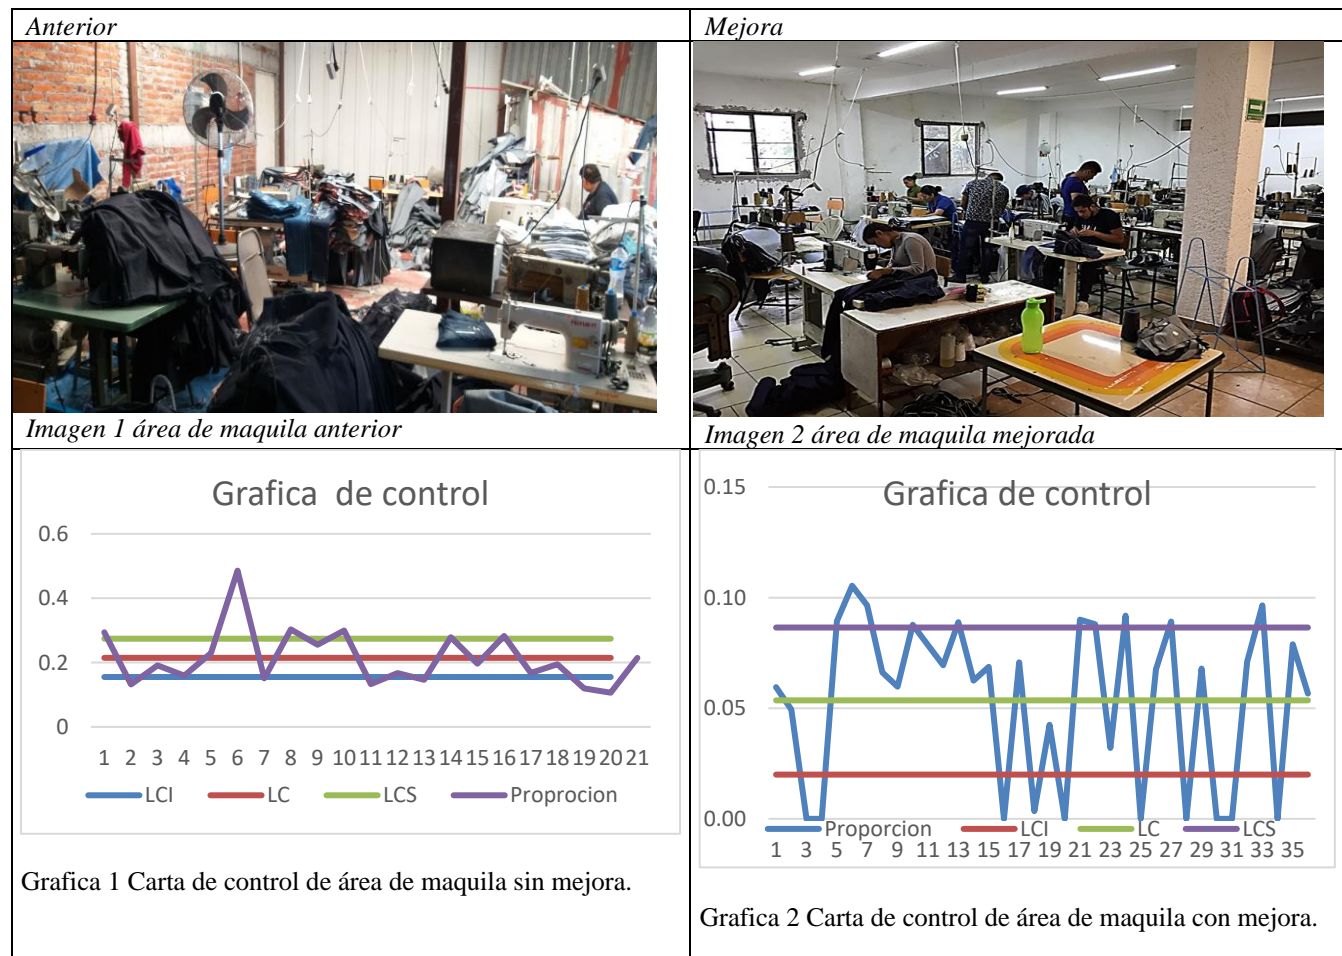 Anterior
Mejora
Imagen 1 área de maquila anterior
Imagen 2 área de maquila mejorada
Grafica de control
0.6
0.4
0.2
0
1 2 3 4 5 6 7 8 9 10 11 12 13 14 15 16 17 18 19 20 21
LCI LC LCS Proprocion
Grafica 1 Carta de control de área de maquila sin mejora.
Grafica de control
0.15
0.10
0.05
0.00
Proporcion LCI LC LCS
1 3 5 7 9 11 13 15 17 19 21 23 25 27 29 31 33 35
Grafica 2 Carta de control de área de maquila con mejora.